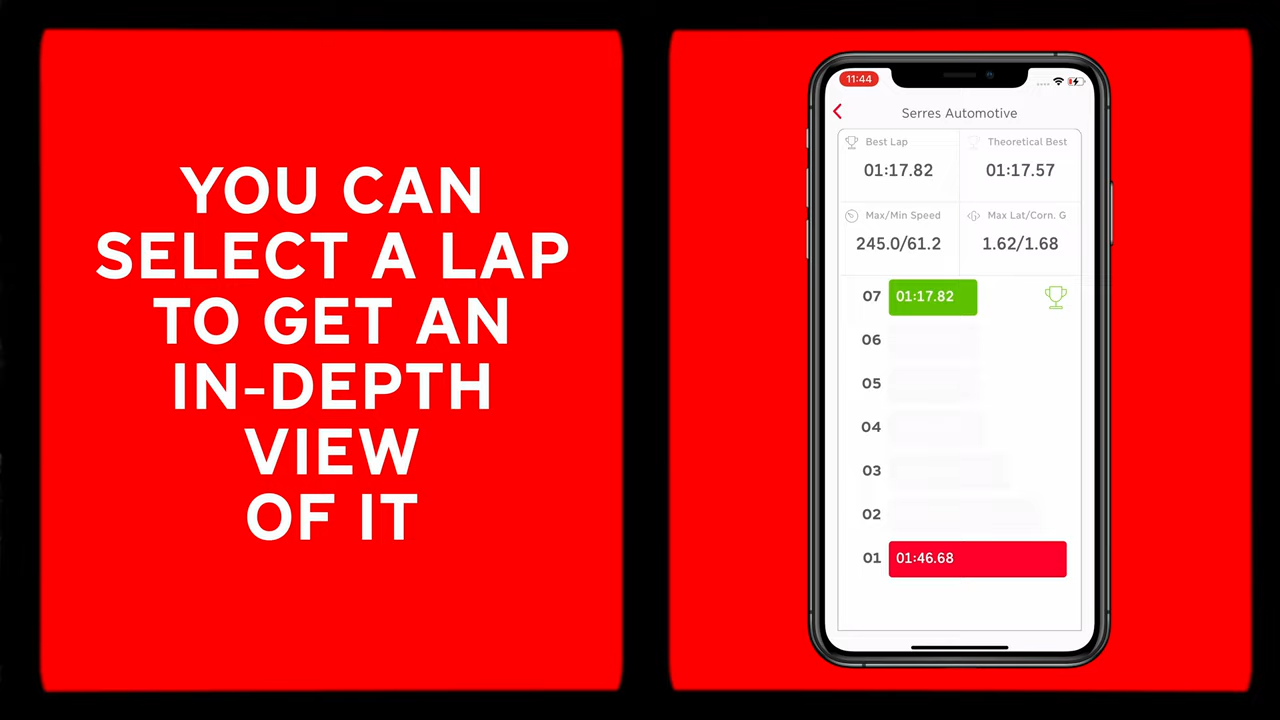 YOU CAN
SELECT A LAP
TO GET AN
IN-DEPTH
VIEW
OF IT
11:44
Serres Automotive
Best Lap
Theoretical Best
01:17.82
01:17.57
Max/Min Speed
Max Lat/Corn. G
245.0/61.2
1.62/1.68
07 01:17.82
06
05
04
03
02
01 01:46.68